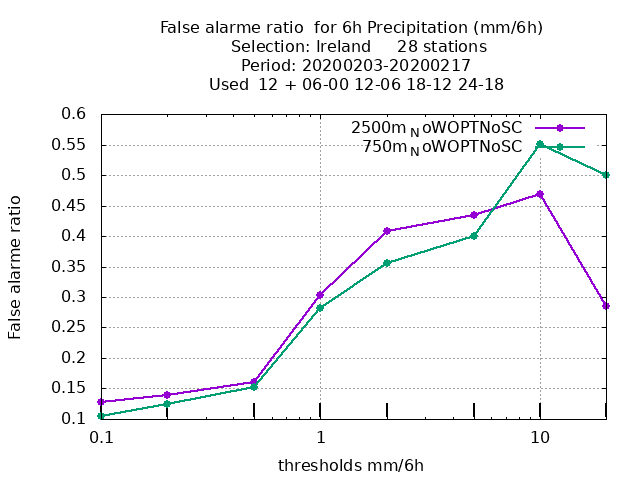 False alarme ratio  for 6h Precipitation (mm/6h)
Selection: Ireland     28 stations
Period: 20200203-20200217
Used  12 + 06-00 12-06 18-12 24-18
2500m_NoWOPTNoSC
750m_NoWOPTNoSC
0.6
0.55
0.5
0.45
0.4
0.35
0.3
0.25
0.2
0.15
0.1
False alarme ratio
0.1 1 10
thresholds mm/6h